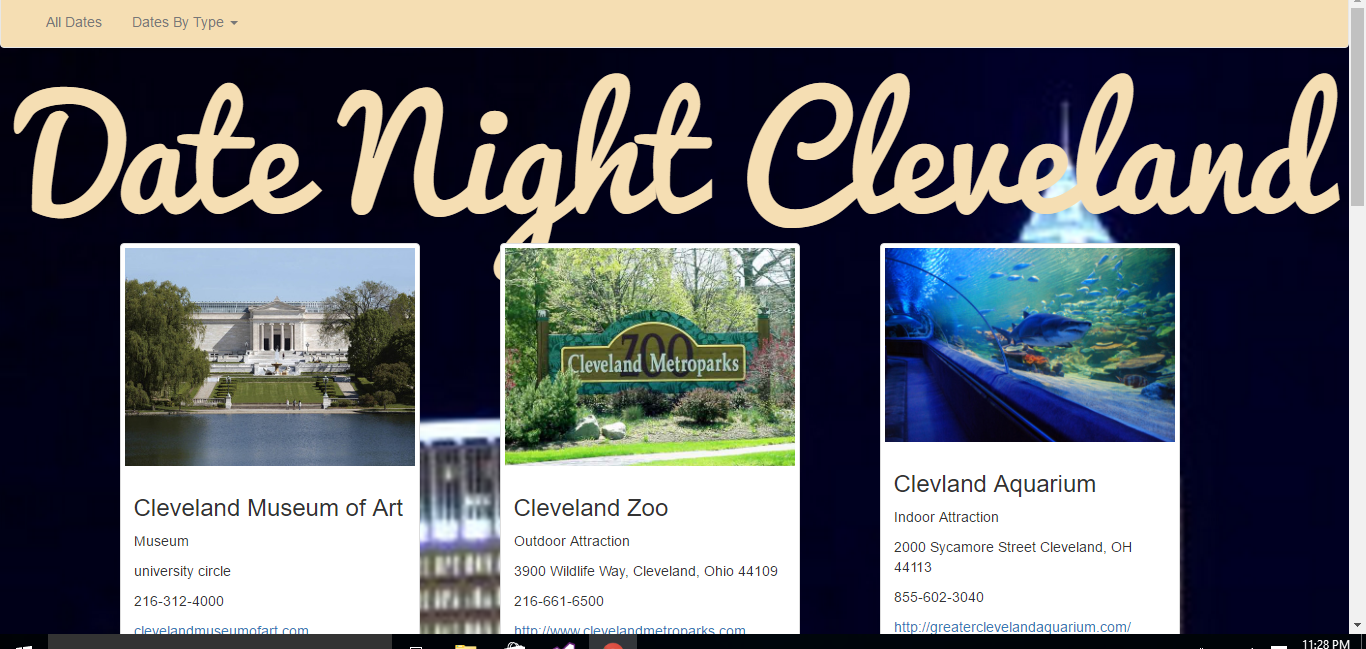 All Dates
Dates By Type
Date Night Cleveland
ZOO
Cleveland Metroparks
Cleveland Museum of Art
Museum
university circle
216-312-4000
clevelandmuseumofart.com
Cleveland Zoo
Outdoor Attraction
3900 Wildlife Way, Cleveland, Ohio 44109
216-661-6500
http://www.clevelandmetroparks.com
Clevland Aquarium
Indoor Attraction
2000 Sycamore Street Cleveland, OH
44113
855-602-3040
http://greaterclevelandaquarium.com/
11:28 PM